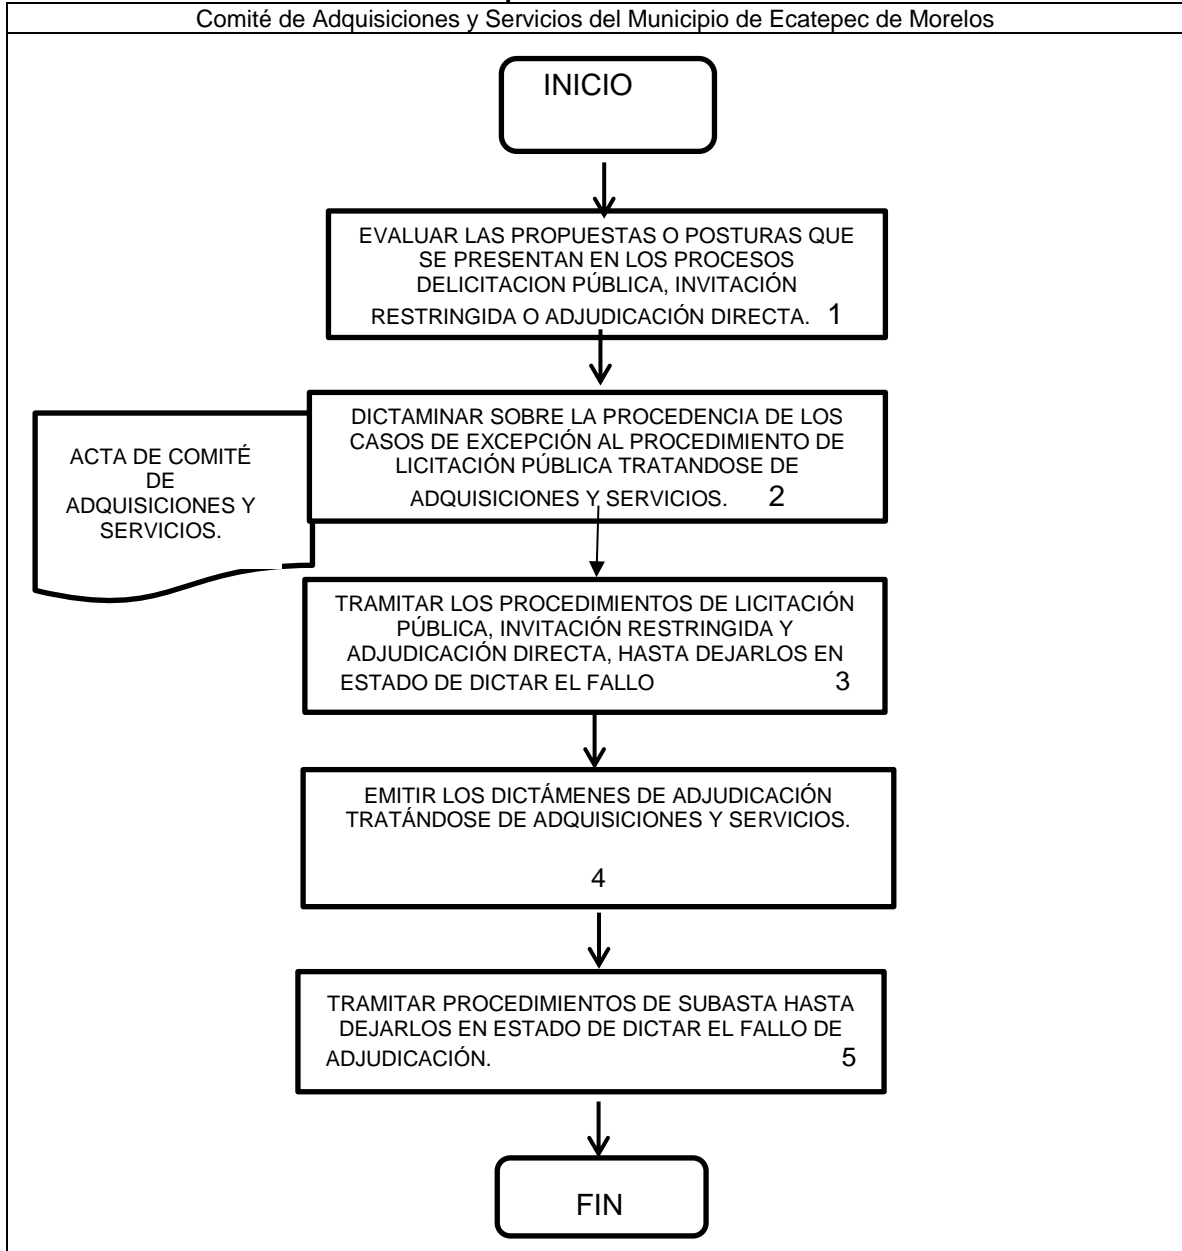 Comité de Adquisiciones y Servicios del Municipio de Ecatepec de Morelos
INICIO
EVALUAR LAS PROPUESTAS O POSTURAS QUE
SE PRESENTAN EN LOS PROCESOS
DELICITACION PÚBLICA, INVITACIÓN
RESTRINGIDA O ADJUDICACIÓN DIRECTA. 1
DICTAMINAR SOBRE LA PROCEDENCIA DE LOS
CASOS DE EXCEPCIÓN AL PROCEDIMIENTO DE
LICITACIÓN PÚBLICA TRATANDOSE DE
ADQUISICIONES Y SERVICIOS. 2
ACTA DE COMITÉ
DE
ADQUISICIONES Y
SERVICIOS.
TRAMITAR LOS PROCEDIMIENTOS DE LICITACIÓN
PÚBLICA, INVITACIÓN RESTRINGIDA Y
ADJUDICACIÓN DIRECTA, HASTA DEJARLOS EN
ESTADO DE DICTAR EL FALLO 3
EMITIR LOS DICTÁMENES DE ADJUDICACIÓN
TRATÁNDOSE DE ADQUISICIONES Y SERVICIOS.
4
TRAMITAR PROCEDIMIENTOS DE SUBASTA HASTA
DEJARLOS EN ESTADO DE DICTAR EL FALLO DE
ADJUDICACIÓN. 5
FIN